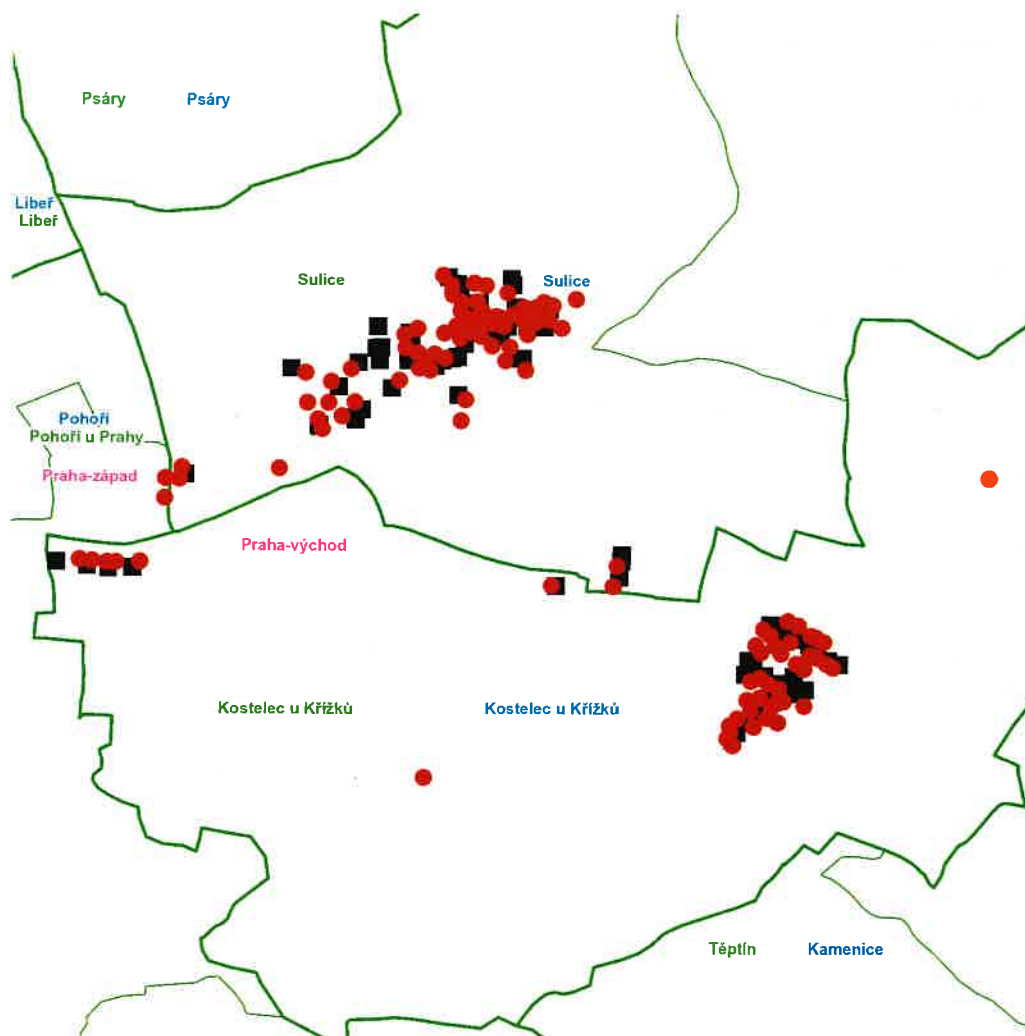 Psáry Psáry
Libeř
Libeř
Sulice Sulice
Pohoří
Pohoří u Prahy
Praha-západ
Praha-východ
Kostelec u Křížků Kostelec u Křížků
Těptín Kamenice